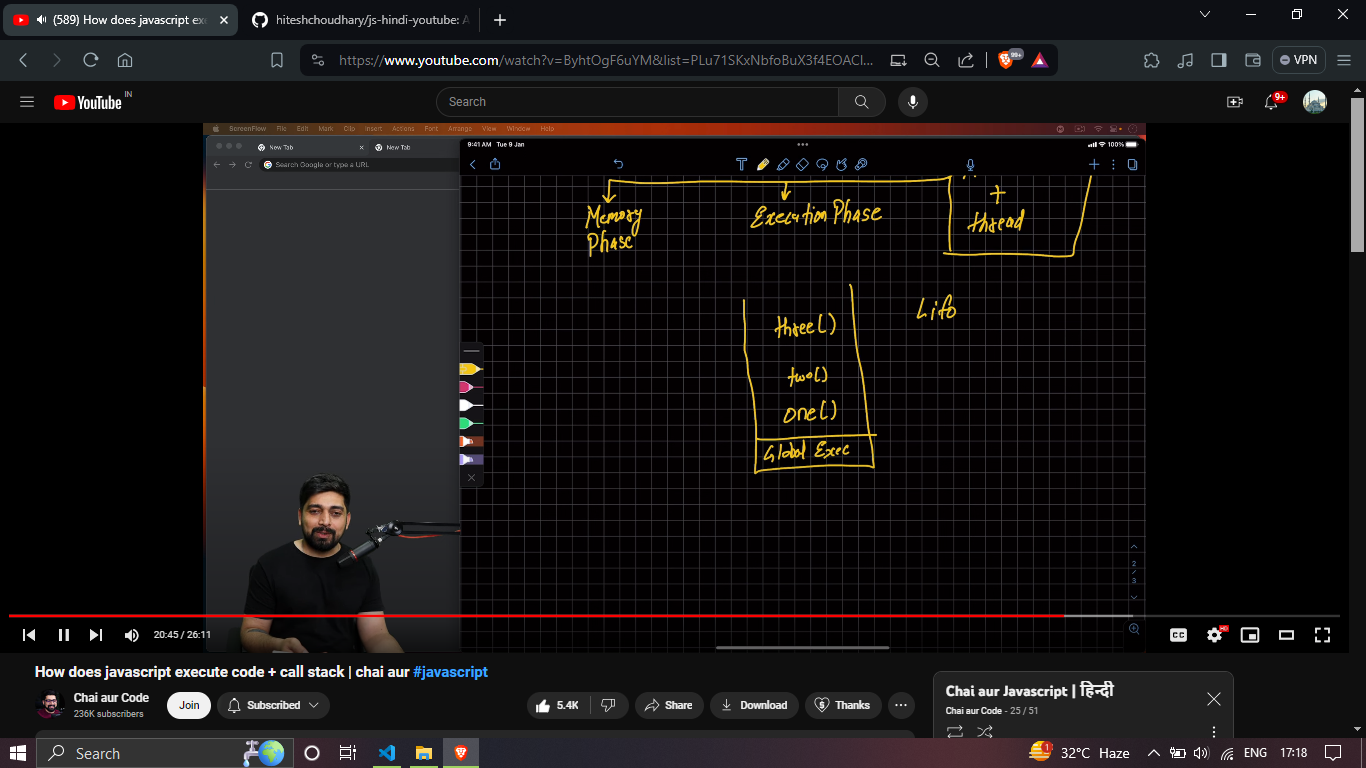 (589) How does javascript exe
hiteshchoudhary/js-hindi-youtube: A
https://www.youtube.com/watch?v=ByhtOgF6uYM&list=PLu71SKxNbfoBuX3f4EOACl...
99+
VPN
YouTube
IN
Search
9+
ScreenFlow File Edit Mark Clip Insert Actions Font Arrange View Window Help
New Tab
New Tab
Search Google or type a URL
9:41 AM Tue 9 Jan
100%
Memory
Phase
Execution Phase
+
thread
three()
two()
one()
Global Exec
Lifo
2
/
3
20:45 / 26:11
CC
HD
How does javascript execute code + call stack | chai aur #javascript
Chai aur Code
236K subscribers
Join
Subscribed
5.4K
Share
Download
Thanks
Chai aur Javascript | हिन्दी
Chai aur Code - 25 / 51
Search
1
32°C Haze
ENG
17:18